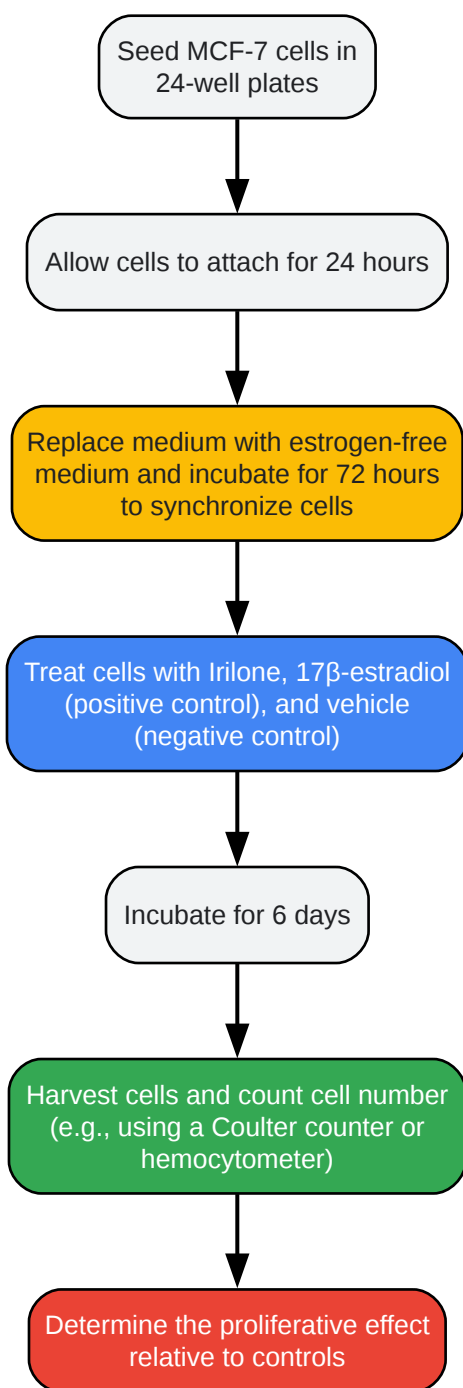 Seed MCF-7 cells in
24-well plates
Allow cells to attach for 24 hours
Replace medium with estrogen-free
medium and incubate for 72 hours
to synchronize cells
Treat cells with Irilone, 17β-estradiol
(positive control), and vehicle
(negative control)
Incubate for 6 days
Harvest cells and count cell number
(e.g., using a Coulter counter or
hemocytometer)
Determine the proliferative effect
relative to controls